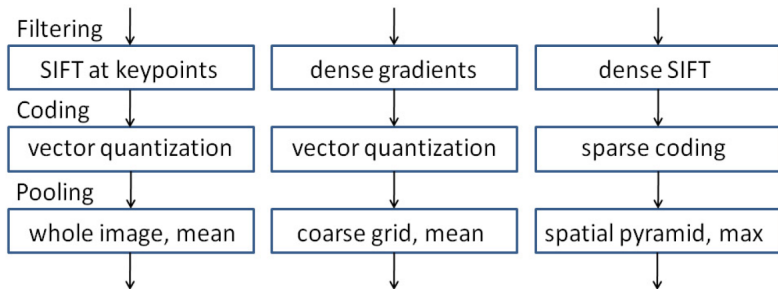 Filtering
SIFT at keypoints
dense gradients
dense SIFT
Coding
vector quantization
vector quantization
sparse coding
Pooling
whole image, mean
coarse grid, mean
spatial pyramid, max